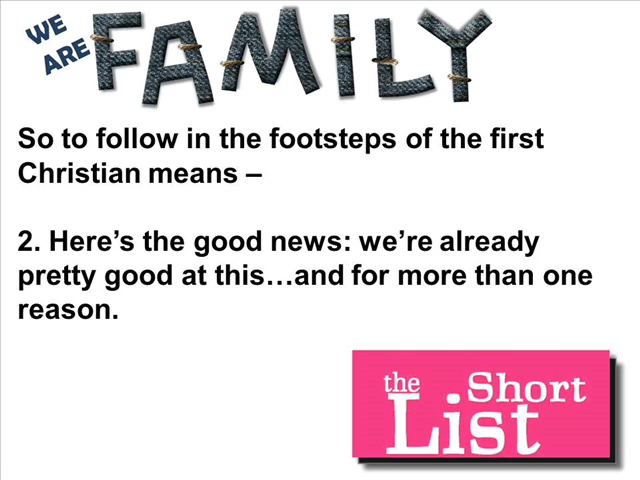 WE ARE FAMILY
So to follow in the footsteps of the first
Christian means –
2. Here’s the good news: we’re already
pretty good at this…and for more than one
reason.
the Short
List